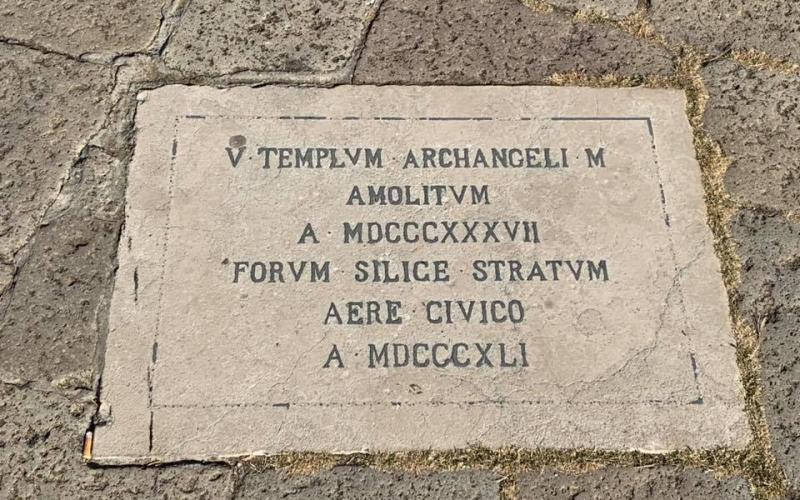 V · TEMPLVM · ARCHANGELI · M
AMOLITVM
A · MDCCCXXXVII
FORVM · SILICE · STRATVM
AERE · CIVICO
A · MDCCCXLI